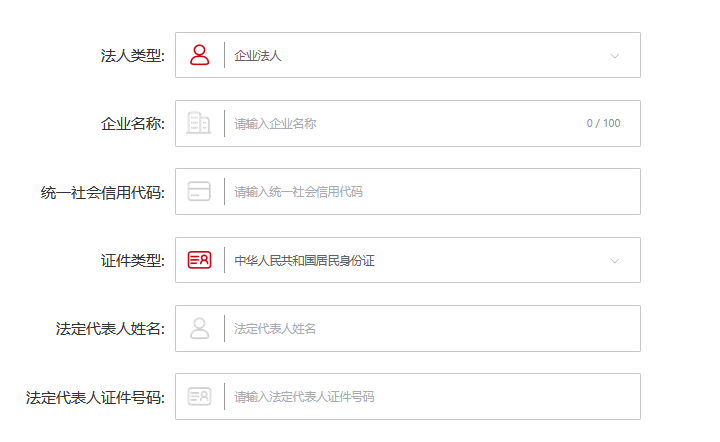 法人类型: 企业法人
企业名称: 请输入企业名称 0 / 100
统一社会信用代码: 请输入统一社会信用代码
证件类型: 中华人民共和国居民身份证
法定代表人姓名: 法定代表人姓名
法定代表人证件号码: 请输入法定代表人证件号码